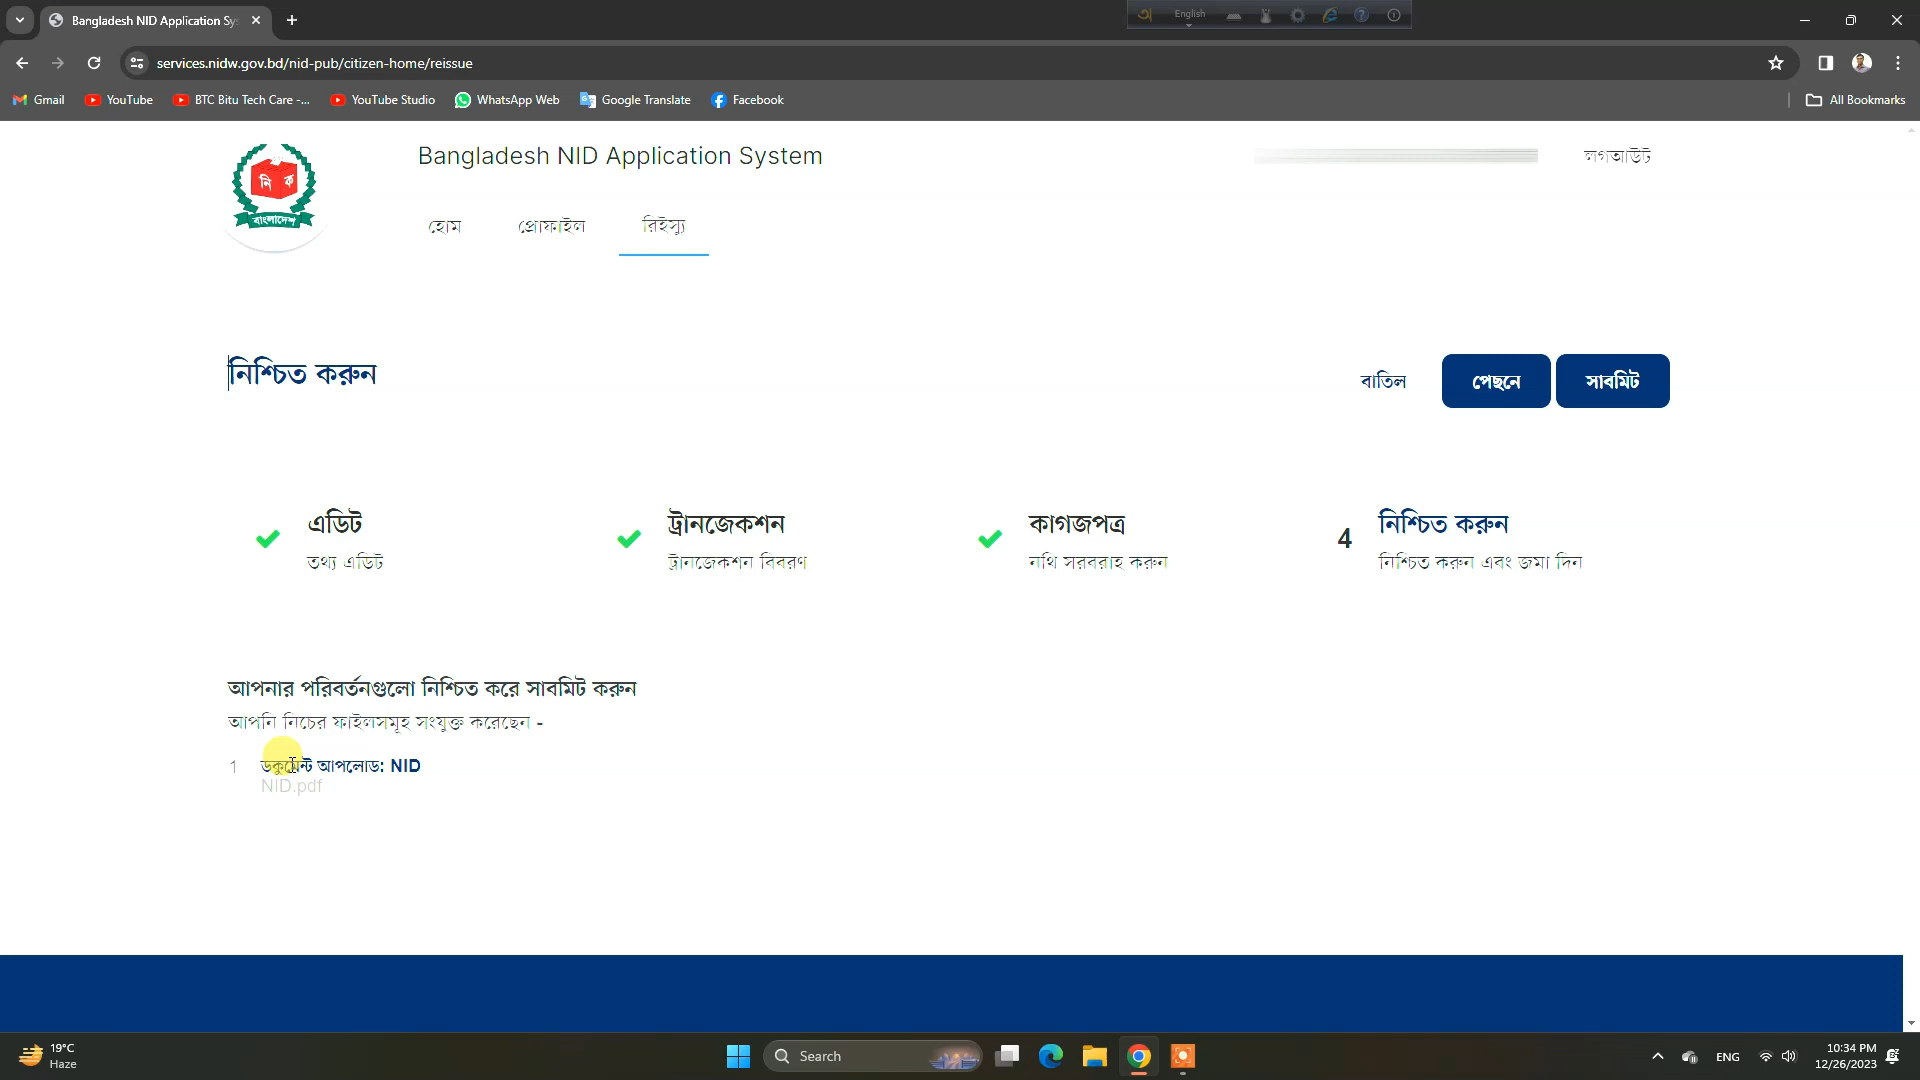 Bangladesh NID Application Sy
English
services.nidw.gov.bd/nid-pub/citizen-home/reissue
Gmail
YouTube
BTC Bitu Tech Care -...
YouTube Studio
WhatsApp Web
Google Translate
Facebook
All Bookmarks
নি ক
বাংলাদেশ
Bangladesh NID Application System
লগআউট
হোম
প্রোফাইল
রিইস্যু
নিশ্চিত করুন
বাতিল
পেছনে
সাবমিট
এডিট
তথ্য এডিট
ট্রানজেকশন
ট্রানজেকশন বিবরণ
কাগজপত্র
নথি সরবরাহ করুন
4
নিশ্চিত করুন
নিশ্চিত করুন এবং জমা দিন
আপনার পরিবর্তনগুলো নিশ্চিত করে সাবমিট করুন
আপনি নিচের ফাইলসমূহ সংযুক্ত করেছেন -
1 ডকুমেন্ট আপলোড: NID
NID.pdf
19°C
Haze
Search
ENG
10:34 PM
12/26/2023